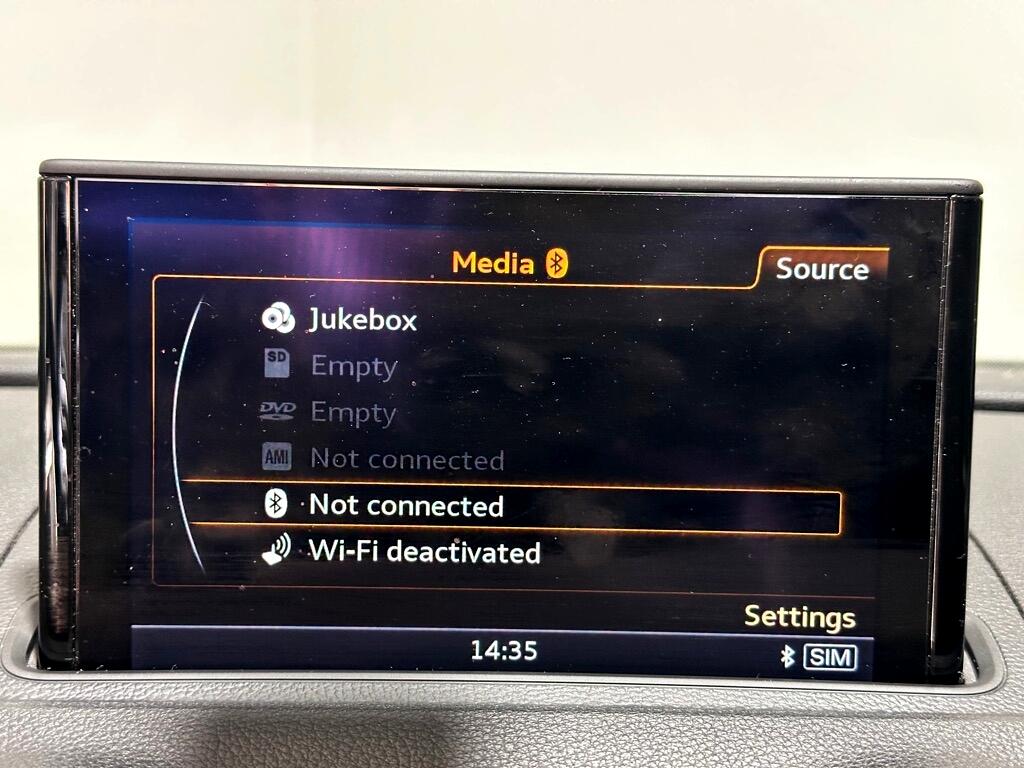 Media
Source
Jukebox
SD Empty
DVD Empty
AMI Not connected
Not connected
Wi-Fi deactivated
Settings
14:35
SIM